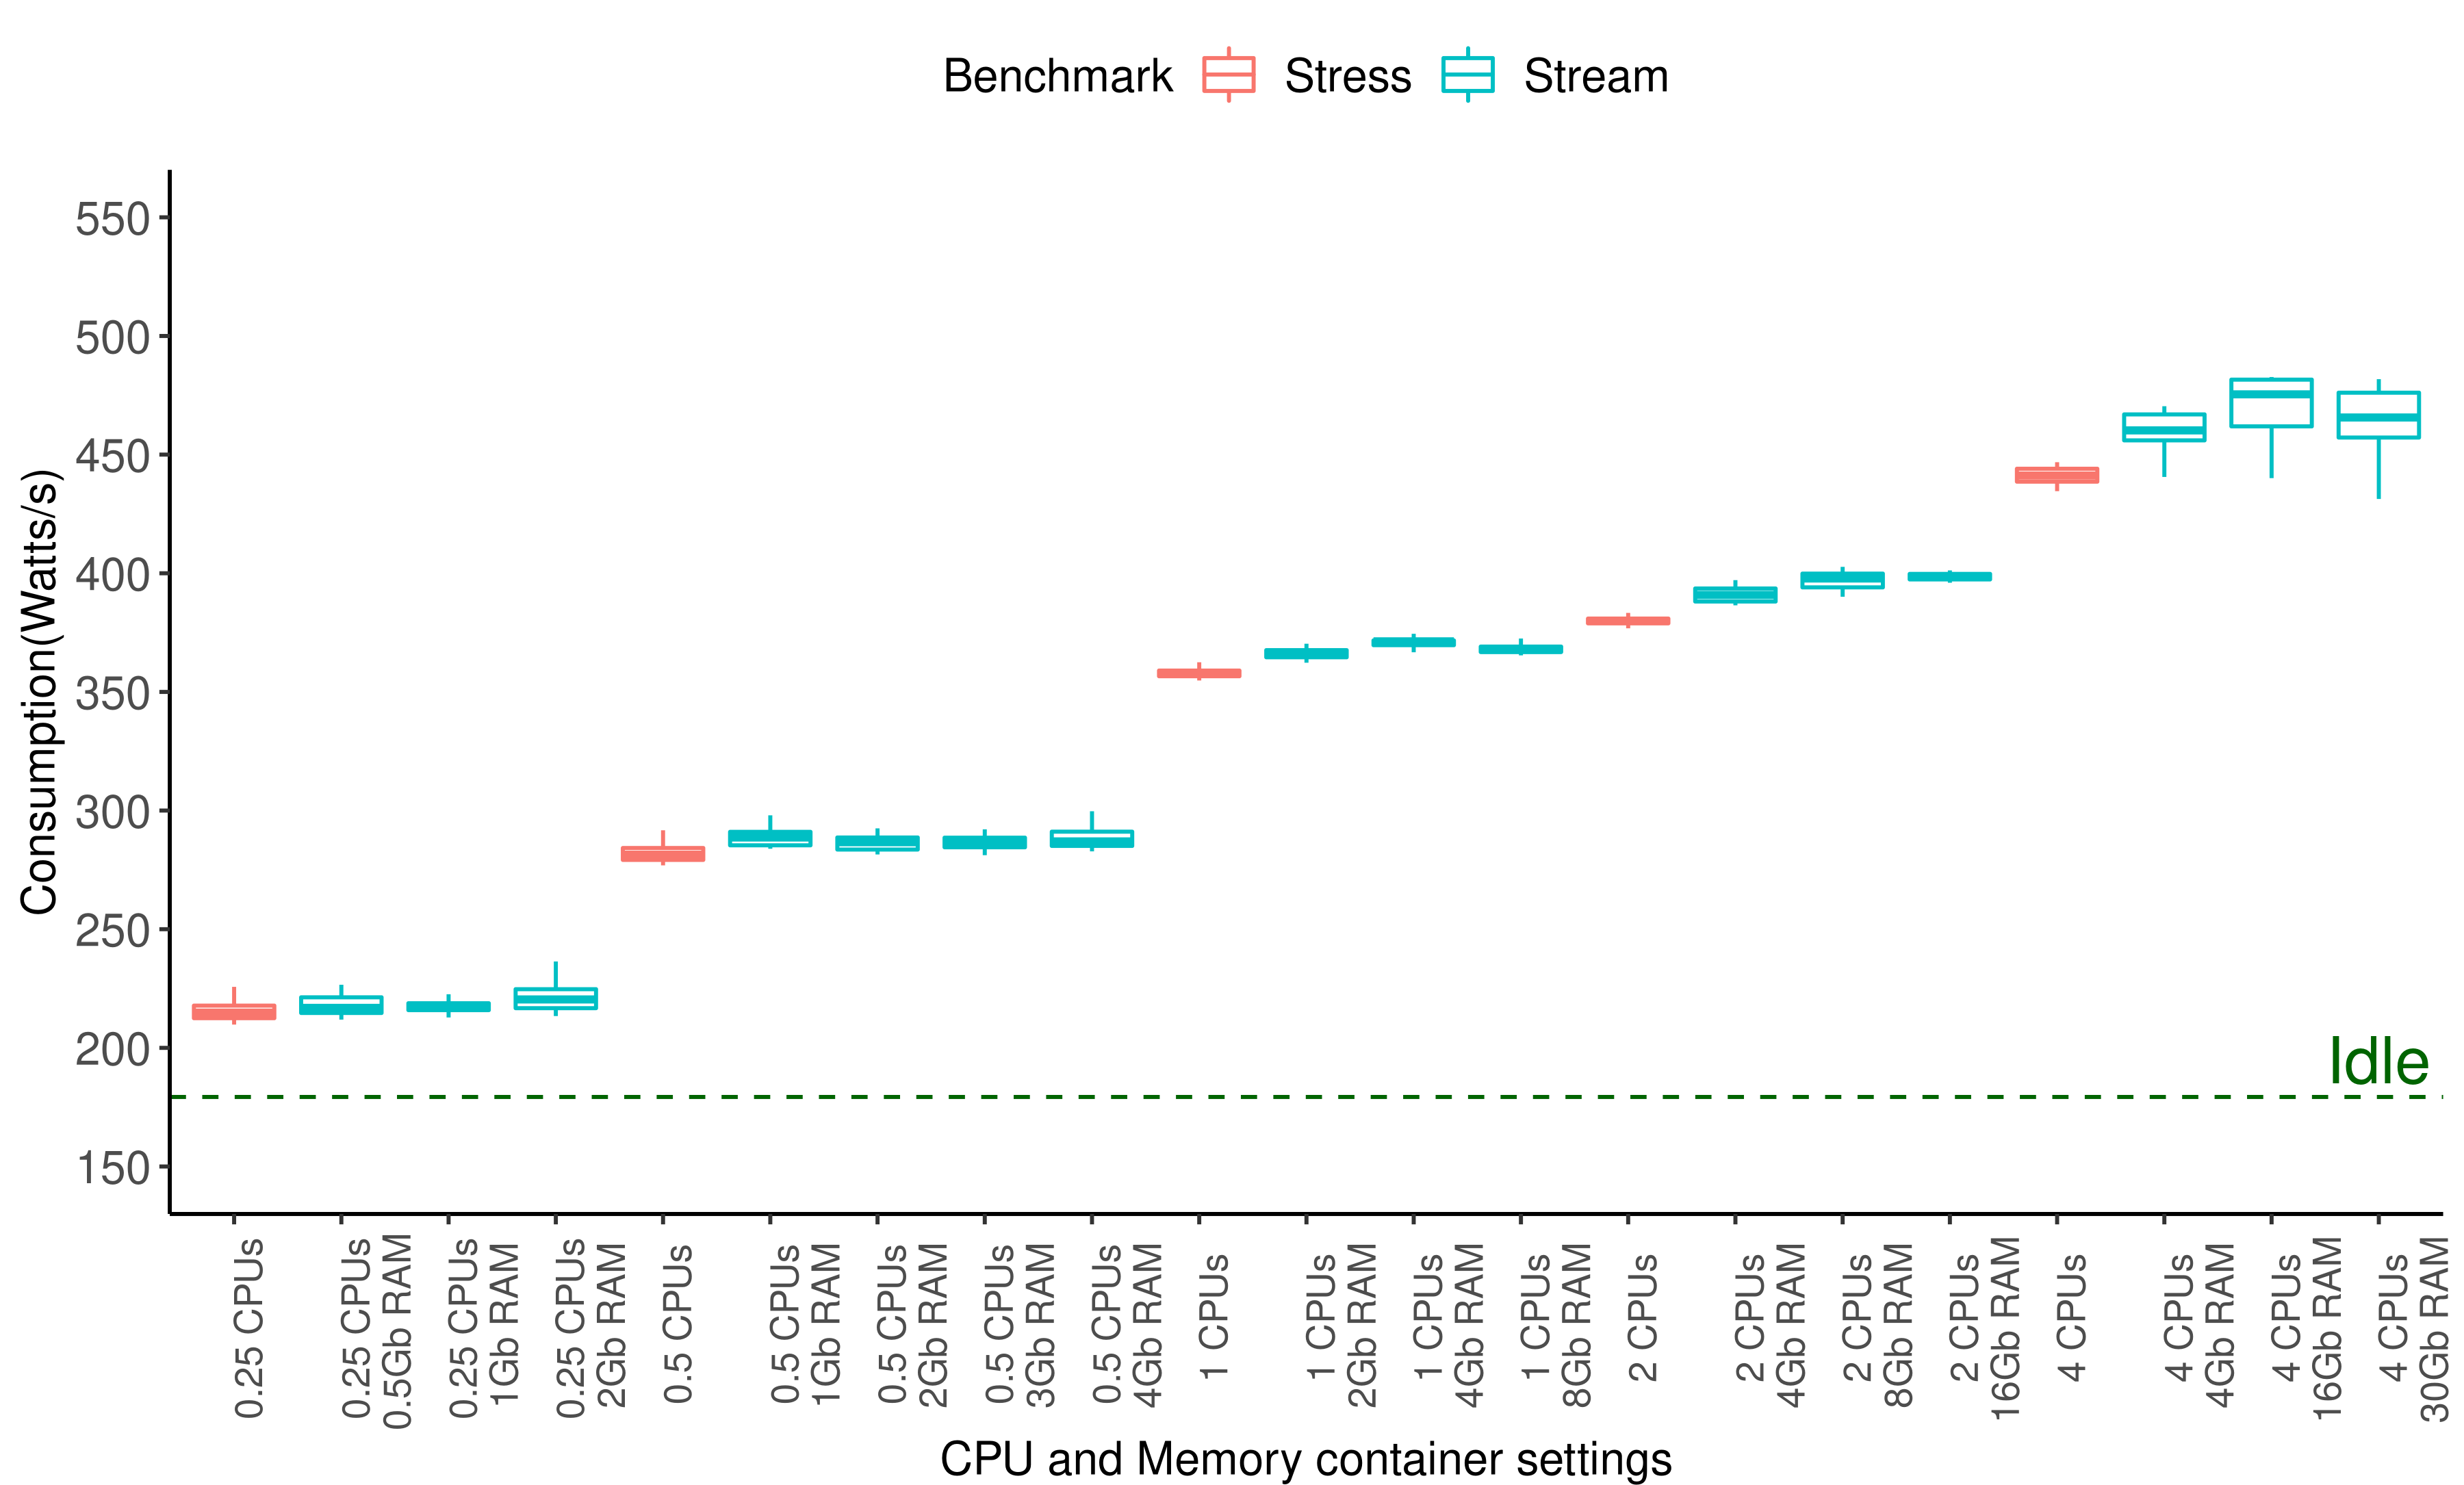 Benchmark Stress Stream
Consumption(Watts/s)
550
500
450
400
350
300
250
200
150
Idle
0.25 CPUs
0.25 CPUs
0.5Gb RAM
0.25 CPUs
1Gb RAM
0.25 CPUs
2Gb RAM
0.5 CPUs
0.5 CPUs
1Gb RAM
0.5 CPUs
2Gb RAM
0.5 CPUs
3Gb RAM
0.5 CPUs
4Gb RAM
1 CPUs
1 CPUs
2Gb RAM
1 CPUs
4Gb RAM
1 CPUs
8Gb RAM
2 CPUs
2 CPUs
4Gb RAM
2 CPUs
8Gb RAM
2 CPUs
16Gb RAM
4 CPUs
4 CPUs
4Gb RAM
4 CPUs
16Gb RAM
4 CPUs
30Gb RAM
CPU and Memory container settings